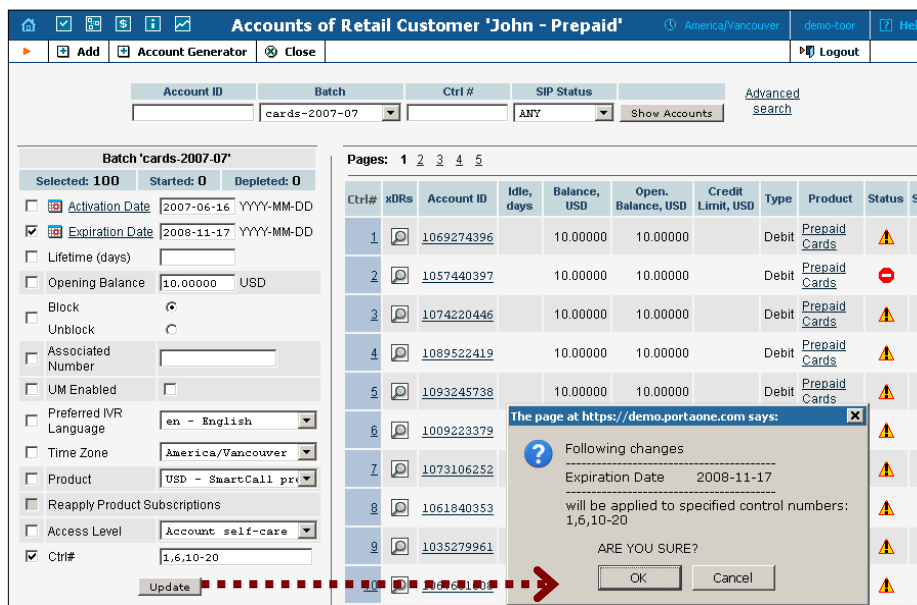 Accounts of Retail Customer 'John - Prepaid'
America/Vancouver
demo-toor
? Hel
Add
Account Generator
Close
Logout
Account ID
Batch
Ctrl #
SIP Status
cards-2007-07
ANY
Show Accounts
Advanced
search
Batch 'cards-2007-07'
Selected: 100 Started: 0 Depleted: 0
Activation Date 2007-06-16 YYYY-MM-DD
Expiration Date 2008-11-17 YYYY-MM-DD
Lifetime (days)
Opening Balance 10.00000 USD
Block
Unblock
Associated
Number
UM Enabled
Preferred IVR
Language
en - English
Time Zone America/Vancouver
Product USD - SmartCall pre
Reapply Product Subscriptions
Access Level Account self-care
Ctrl# 1,6,10-20
Update
Pages: 1 2 3 4 5
Ctrl# xDRs Account ID Idle, days Balance, USD Open. Balance, USD Credit Limit, USD Type Product Status S
1 1069274396 10.00000 10.00000 Debit Prepaid Cards
2 1057440397 10.00000 10.00000 Debit Prepaid Cards
3 1074220446 10.00000 10.00000 Debit Prepaid Cards
4 1089522419 10.00000 10.00000 Debit Prepaid Cards
5 1093245738 10.00000 10.00000 Debit Prepaid Cards
6 1009223379
7 1073106252
8 1061840353
9 1035279961
10
The page at https://demo.portaone.com says:
Following changes
Expiration Date 2008-11-17
will be applied to specified control numbers:
1,6,10-20
ARE YOU SURE?
OK
Cancel